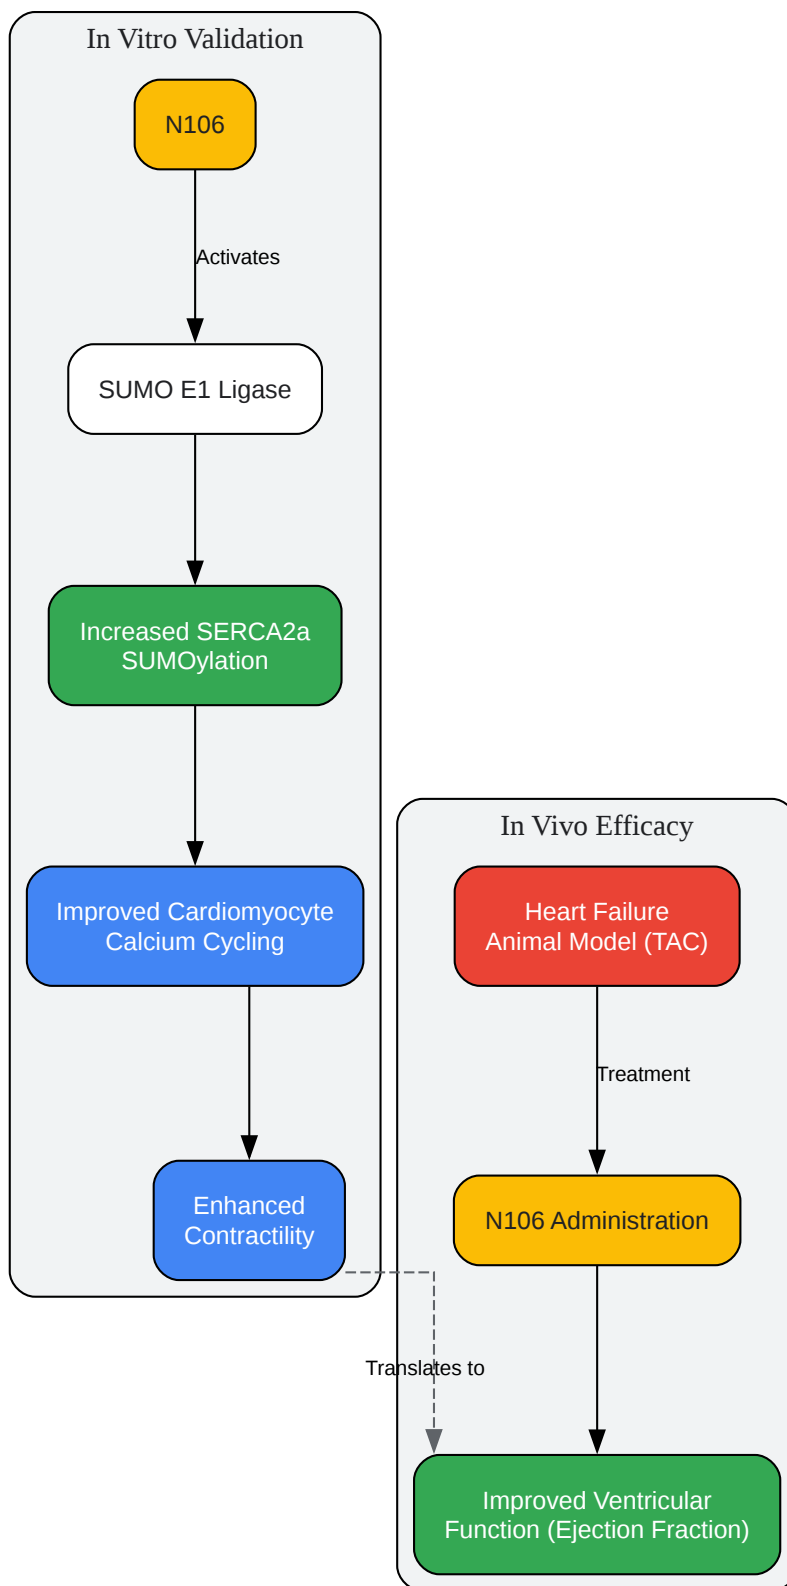 In Vitro Validation
N106
Activates
SUMO E1 Ligase
Increased SERCA2a
SUMOylation
Improved Cardiomyocyte
Calcium Cycling
Enhanced
Contractility
Translates to
In Vivo Efficacy
Heart Failure
Animal Model (TAC)
Treatment
N106 Administration
Improved Ventricular
Function (Ejection Fraction)